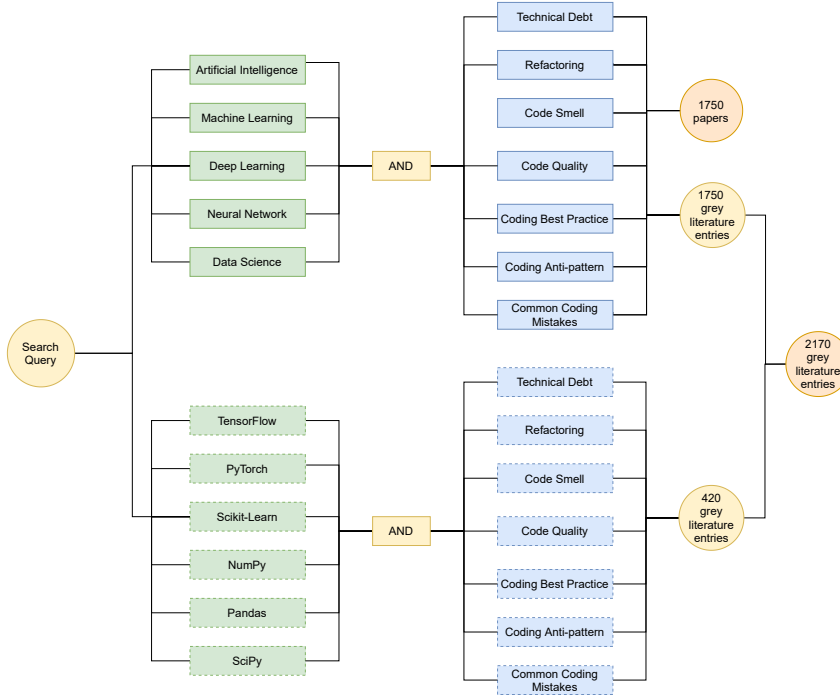 Search
Query
Artificial Intelligence
Machine Learning
Deep Learning
Neural Network
Data Science
AND
Technical Debt
Refactoring
Code Smell
Code Quality
Coding Best Practice
Coding Anti-pattern
Common Coding
Mistakes
1750
papers
1750
grey
literature
entries
TensorFlow
PyTorch
Scikit-Learn
NumPy
Pandas
SciPy
AND
Technical Debt
Refactoring
Code Smell
Code Quality
Coding Best Practice
Coding Anti-pattern
Common Coding
Mistakes
420
grey
literature
entries
2170
grey
literature
entries